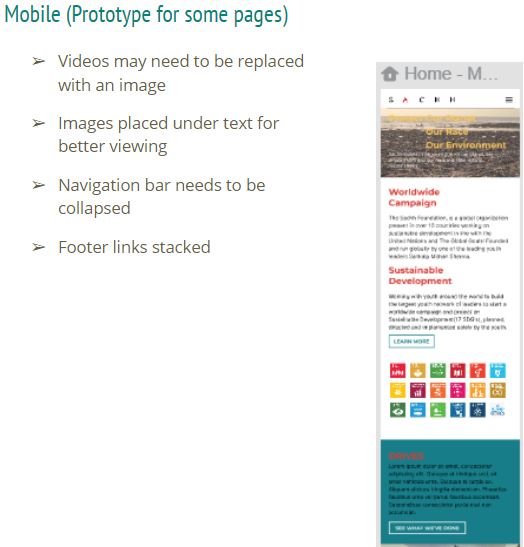 Mobile (Prototype for some pages)
➢ Videos may need to be replaced
with an image
➢ Images placed under text for
better viewing
➢ Navigation bar needs to be
collapsed
➢ Footer links stacked
Home - M...
S A C H H
Our Race
Our Environment
Worldwide
Campaign
The Sachh Foundation, is a global organization
present in over 10 countries working on
sustainable development in line with the
United Nations and The Global Goals! Founded
and run globally by one of the leading youth
leaders Mohan Sharma.
Sustainable
Development
Working with youth around the world to build
the largest youth network of leaders to start a
worldwide campaign and project on
Sustainable Development(17 SDG's), planned,
directed and implemented solely by the youth.
LEARN MORE
DRIVES
Lorem ipsum dolor sit amet, consectetur
adipiscing elit.
SEE WHAT WE'VE DONE